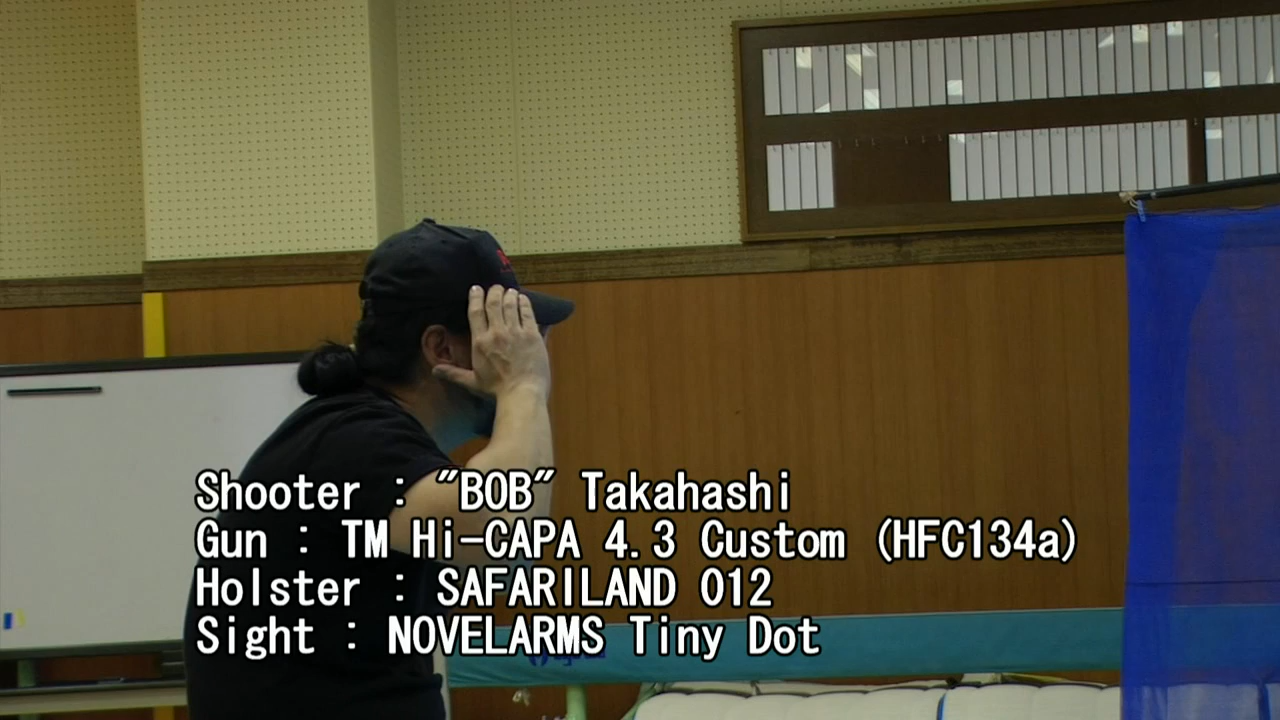 Shooter : "BOB" Takahashi
Gun : TM Hi-CAPA 4.3 Custom (HFC134a)
Holster : SAFARILAND 012
Sight : NOVELARMS Tiny Dot